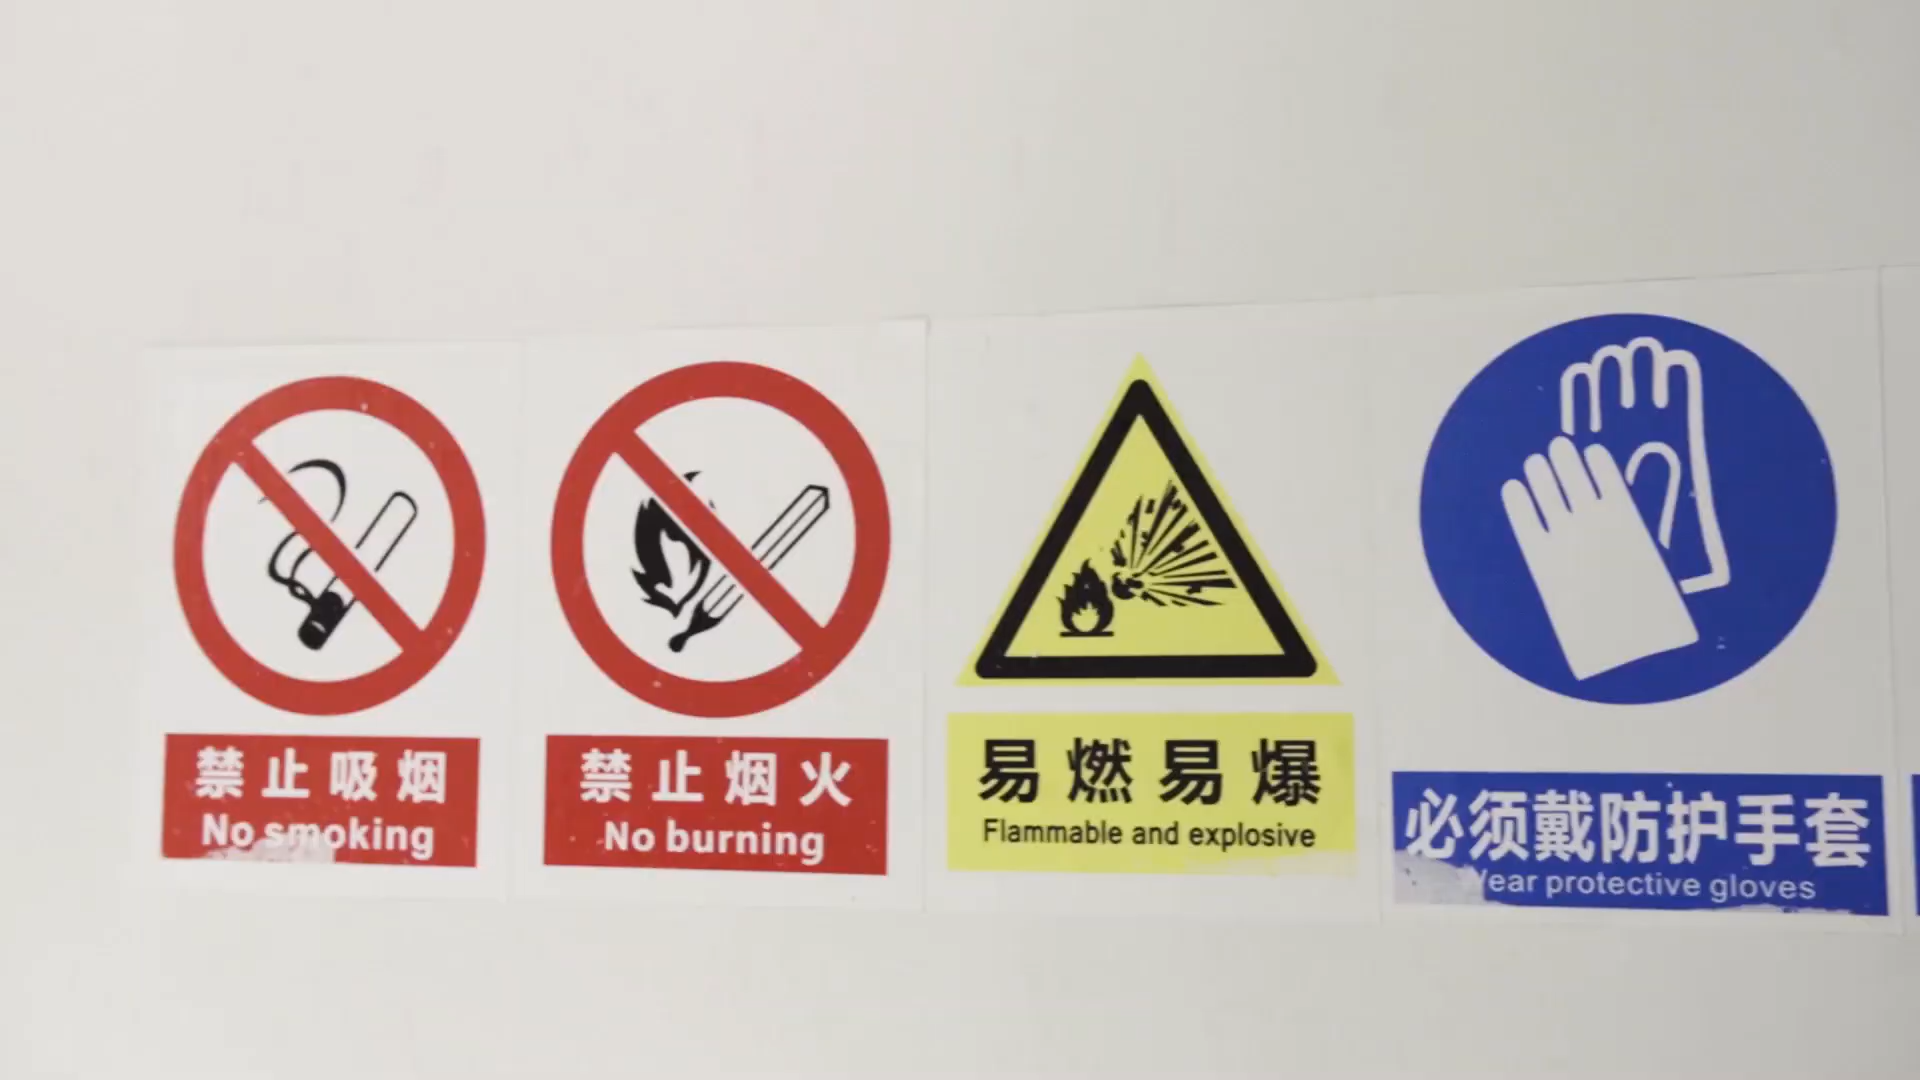 禁止吸烟
No smoking
禁止烟火
No burning
易燃易爆
Flammable and explosive
必须戴防护手套
Wear protective gloves